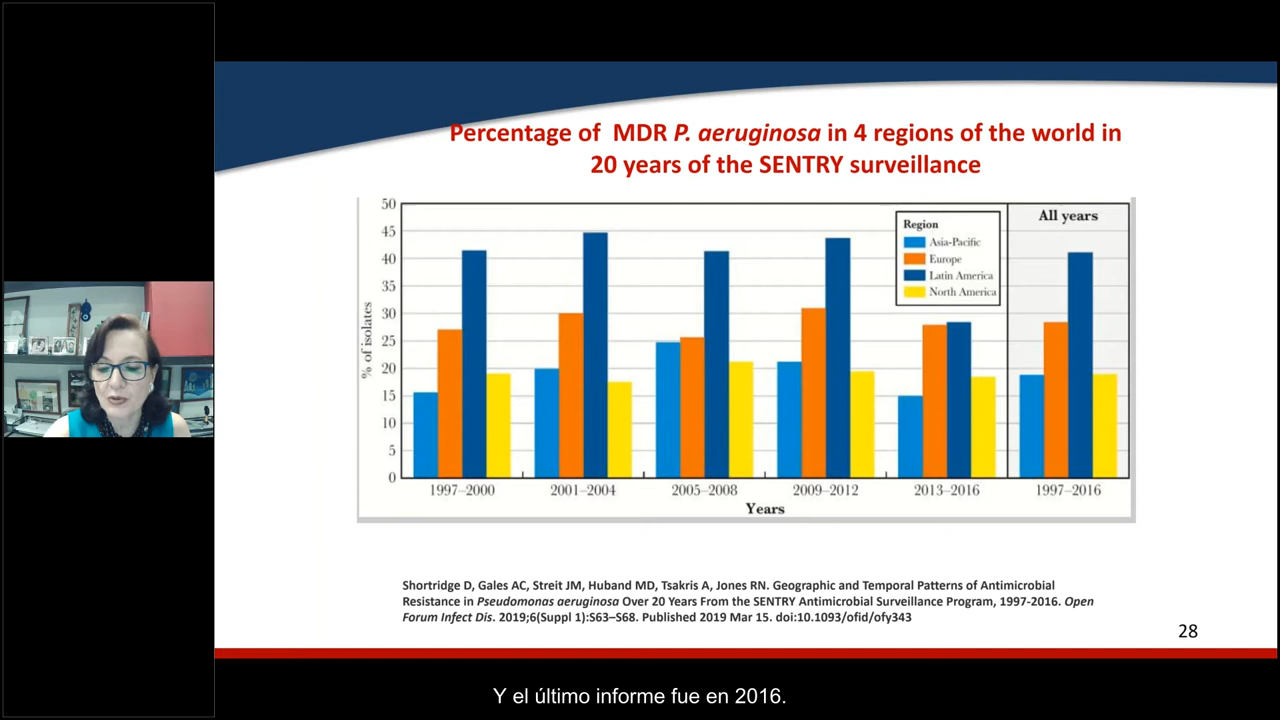 Percentage of MDR P. aeruginosa in 4 regions of the world in
20 years of the SENTRY surveillance
50
45
40
35
30
25
20
15
10
5
0
% of isolates
Region
Asia-Pacific
Europe
Latin America
North America
All years
1997–2000
2001–2004
2005–2008
2009–2012
2013–2016
1997–2016
Years
Shortridge D, Gales AC, Streit JM, Huband MD, Tsakris A, Jones RN. Geographic and Temporal Patterns of Antimicrobial
Resistance in Pseudomonas aeruginosa Over 20 Years From the SENTRY Antimicrobial Surveillance Program, 1997-2016. Open
Forum Infect Dis. 2019;6(Suppl 1):S63–S68. Published 2019 Mar 15. doi:10.1093/ofid/ofy343
28
Y el último informe fue en 2016.